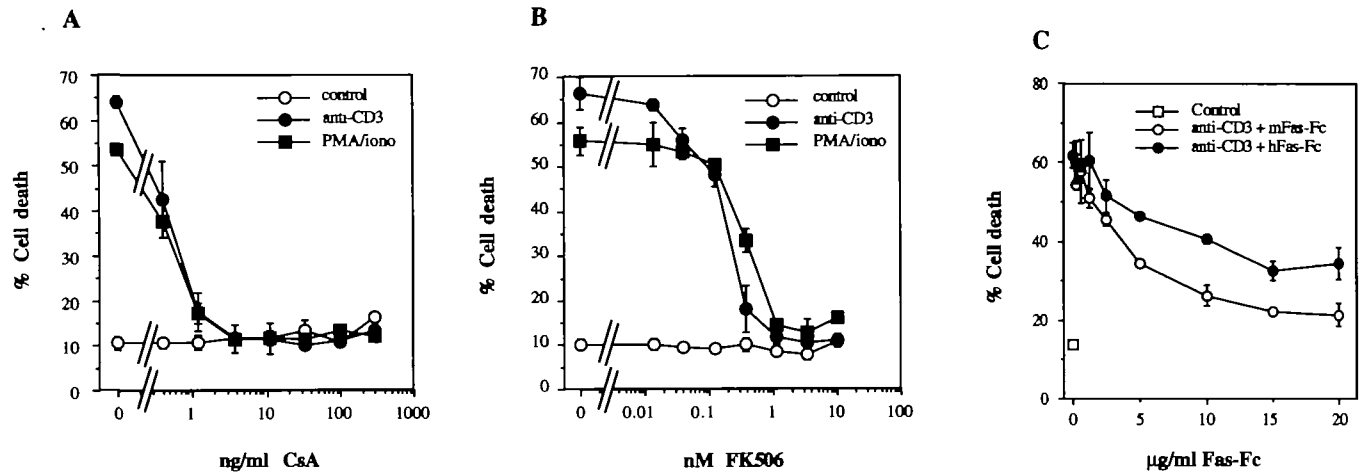 A
70
60
50
40
30
20
10
0
% Cell death
control
anti-CD3
PMA/iono
0
1
10
100
1000
ng/ml CsA
B
70
60
50
40
30
20
10
0
% Cell death
control
anti-CD3
PMA/iono
0
0.01
0.1
1
10
100
nM FK506
C
80
60
40
20
0
% Cell death
Control
anti-CD3 + mFas-Fc
anti-CD3 + hFas-Fc
0
5
10
15
20
µg/ml Fas-Fc